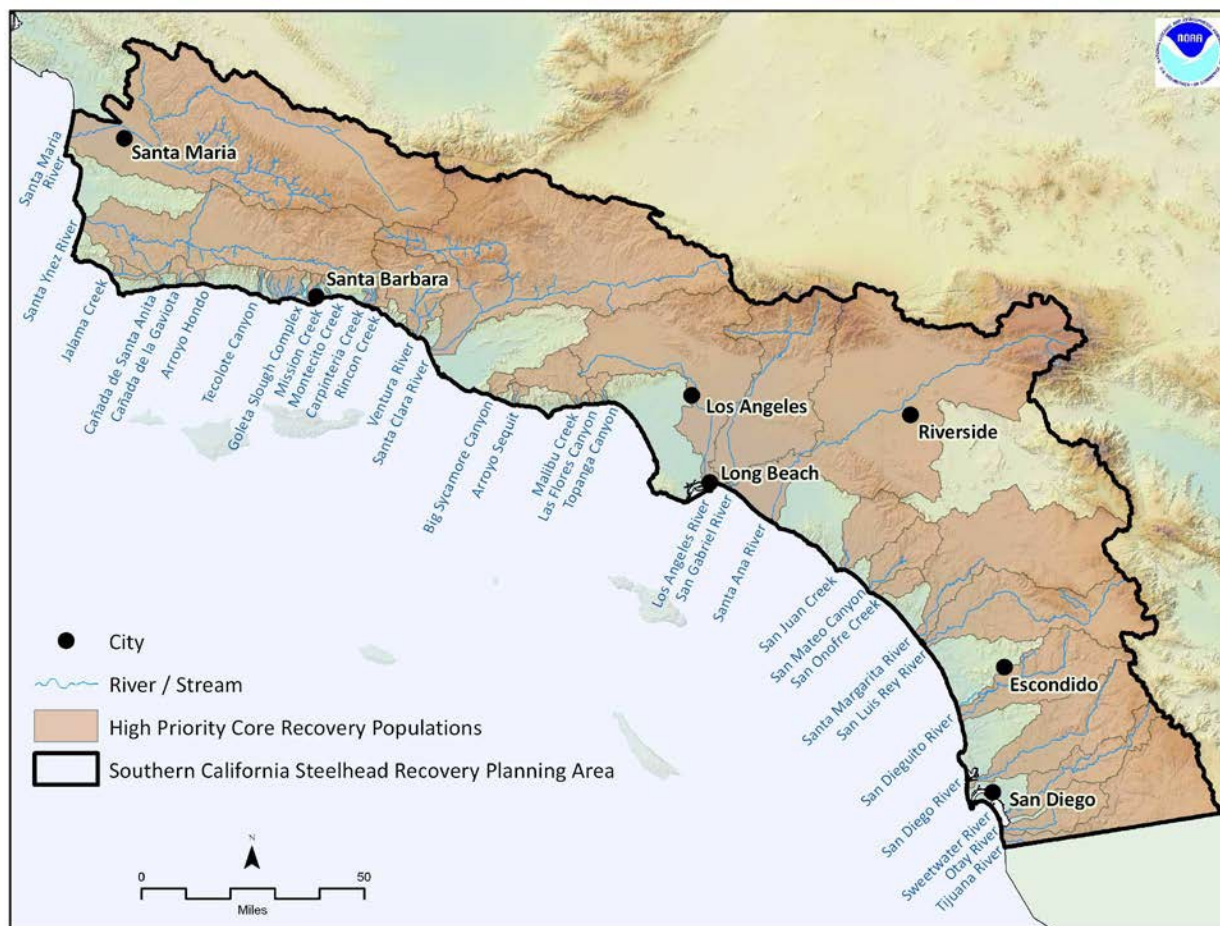 NOAA
Santa Maria
River
Santa Maria
Santa Ynez River
Jalama Creek
Cañada de Santa Anita
Cañada de la Gaviota
Arroyo Hondo
Tecolote Canyon
Goleta Slough Complex
Mission Creek
Montecito Creek
Carpinteria Creek
Rincon Creek
Santa Barbara
Ventura River
Santa Clara River
Big Sycamore Canyon
Arroyo Sequit
Malibu Creek
Las Flores Canyon
Topanga Canyon
Los Angeles
Riverside
Long Beach
Los Angeles River
San Gabriel River
Santa Ana River
San Juan Creek
San Mateo Canyon
San Onofre Creek
Santa Margarita River
San Luis Rey River
Escondido
San Dieguito River
San Diego River
San Diego
Sweetwater River
Otay River
Tijuana River
City
River / Stream
High Priority Core Recovery Populations
Southern California Steelhead Recovery Planning Area
N
0
50
Miles